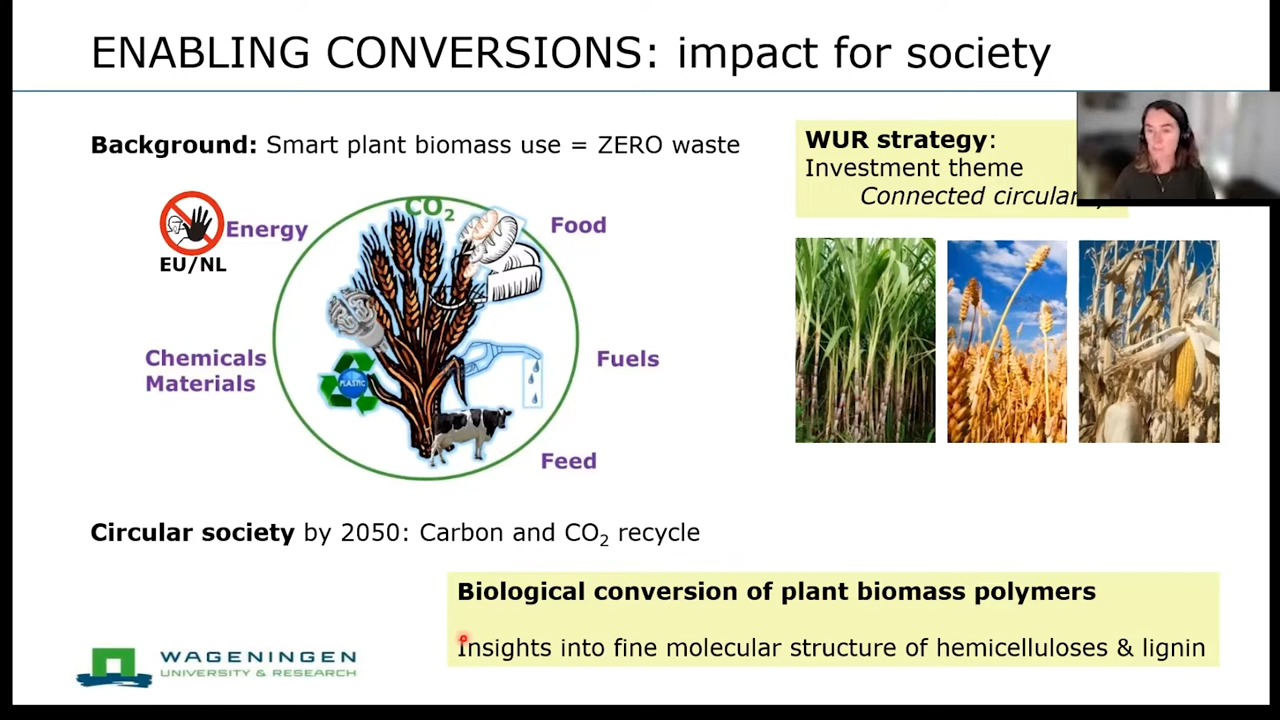 ENABLING CONVERSIONS: impact for society
Background: Smart plant biomass use = ZERO waste
WUR strategy:
Investment theme
Connected circular
CO₂
Energy
EU/NL
Food
Chemicals
Materials
PLASTIC
Fuels
Feed
Circular society by 2050: Carbon and CO₂ recycle
Biological conversion of plant biomass polymers
Insights into fine molecular structure of hemicelluloses & lignin
WAGENINGEN
UNIVERSITY & RESEARCH